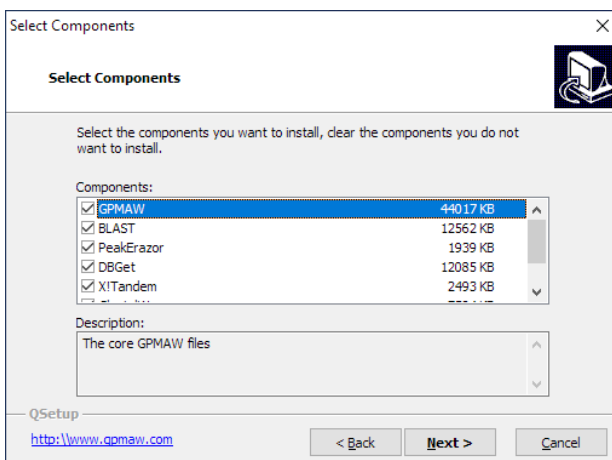 Select Components
Select Components
Select the components you want to install, clear the components you do not
want to install.
Components:
GPMAW 44017 KB
BLAST 12562 KB
PeakErazor 1939 KB
DBGet 12085 KB
X!Tandem 2493 KB
Description:
The core GPMAW files
QSetup
http:\\www.gpmaw.com
< Back
Next >
Cancel